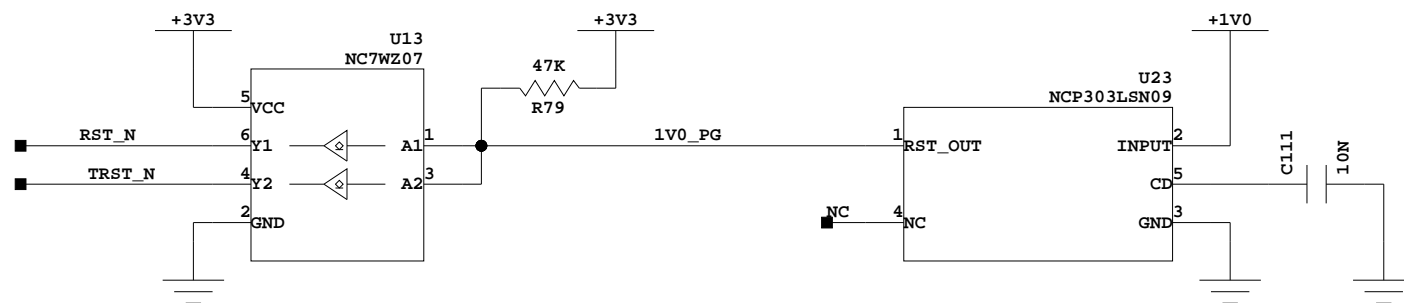 +3V3
U13
NC7WZ07
5
VCC
RST_N
6
Y1
A1
1
TRST_N
4
Y2
A2
3
2
GND
+3V3
47K
R79
1V0_PG
+1V0
U23
NCP303LSN09
1
RST_OUT
INPUT
2
CD
5
NC
4
NC
GND
3
C111
10N